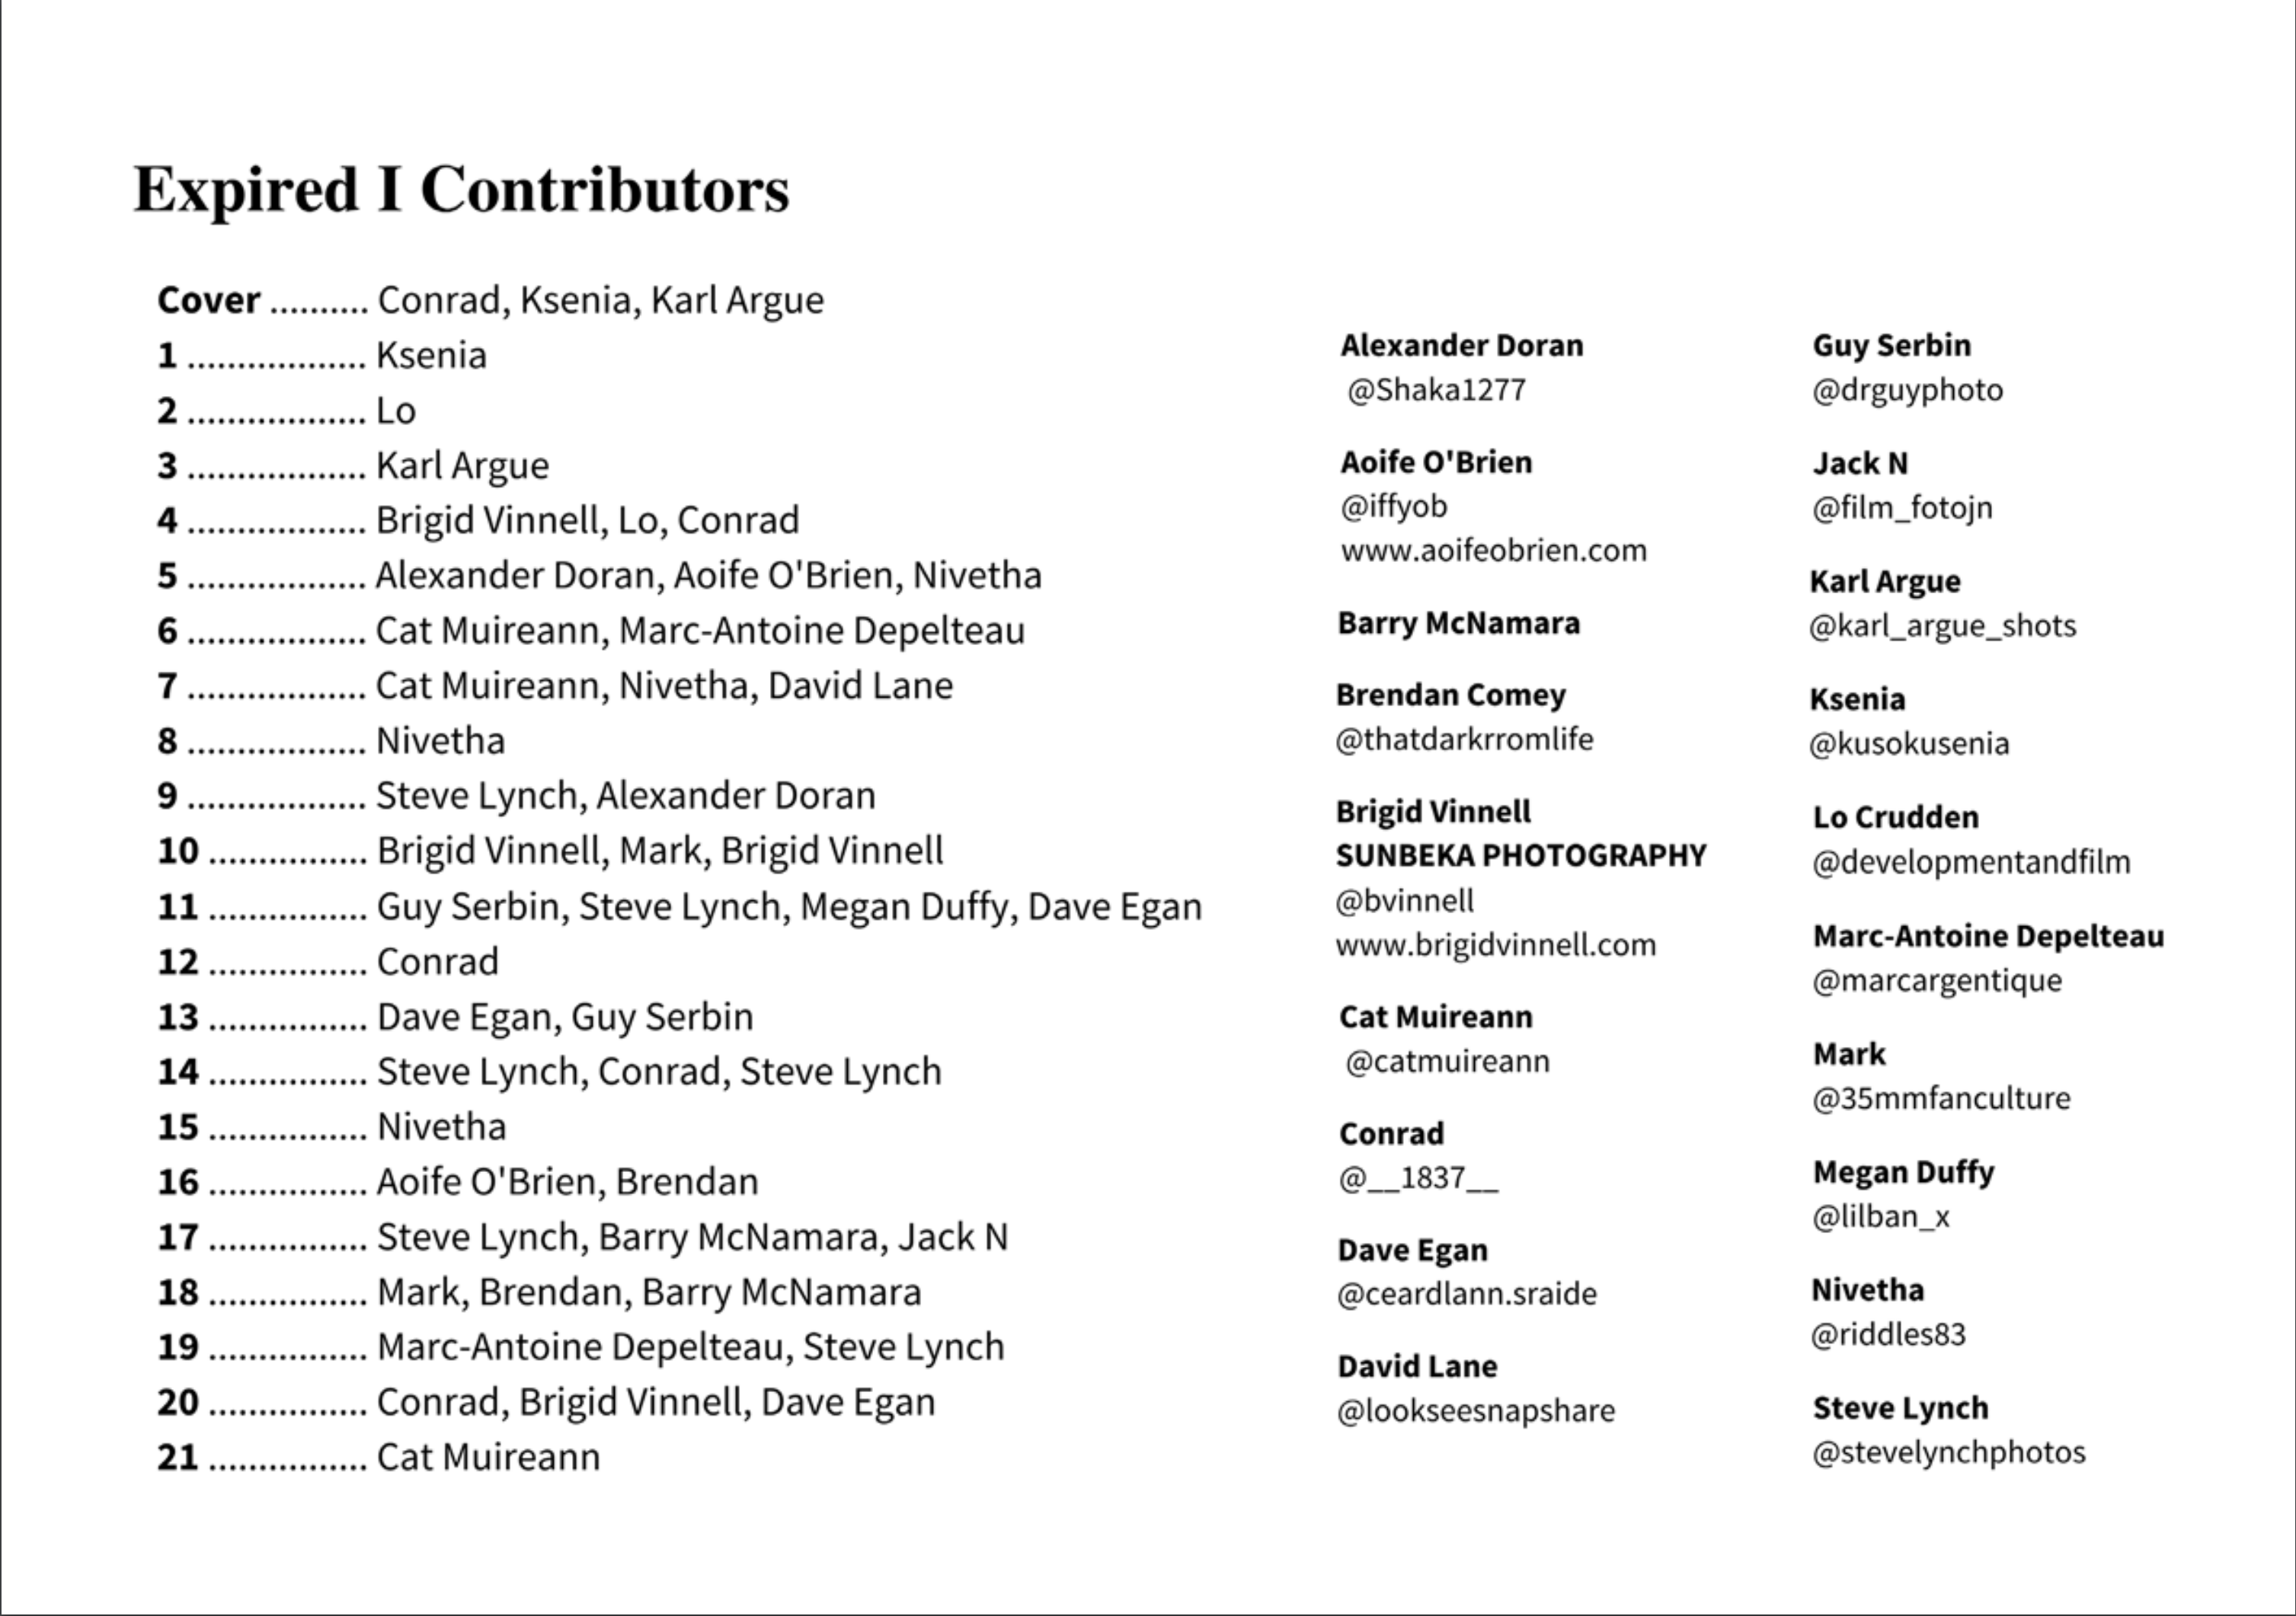 Expired I Contributors
Cover .......... Conrad, Ksenia, Karl Argue
1 .................. Ksenia
2 .................. Lo
3 .................. Karl Argue
4 .................. Brigid Vinnell, Lo, Conrad
5 .................. Alexander Doran, Aoife O'Brien, Nivetha
6 .................. Cat Muireann, Marc-Antoine Depelteau
7 .................. Cat Muireann, Nivetha, David Lane
8 .................. Nivetha
9 .................. Steve Lynch, Alexander Doran
10 ................ Brigid Vinnell, Mark, Brigid Vinnell
11 ................ Guy Serbin, Steve Lynch, Megan Duffy, Dave Egan
12 ................ Conrad
13 ................ Dave Egan, Guy Serbin
14 ................ Steve Lynch, Conrad, Steve Lynch
15 ................ Nivetha
16 ................ Aoife O'Brien, Brendan
17 ................ Steve Lynch, Barry McNamara, Jack N
18 ................ Mark, Brendan, Barry McNamara
19 ................ Marc-Antoine Depelteau, Steve Lynch
20 ................ Conrad, Brigid Vinnell, Dave Egan
21 ................ Cat Muireann
Alexander Doran
@Shaka1277
Aoife O'Brien
@iffyob
www.aoifeobrien.com
Barry McNamara
Brendan Comey
@thatdarkrromlife
Brigid Vinnell
SUNBEKA PHOTOGRAPHY
@bvinnell
www.brigidvinnell.com
Cat Muireann
@catmuireann
Conrad
@__1837__
Dave Egan
@ceardlann.sraide
David Lane
@lookseesnapshare
Guy Serbin
@drguyphoto
Jack N
@film_fotojn
Karl Argue
@karl_argue_shots
Ksenia
@kusokusenia
Lo Crudden
@developmentandfilm
Marc-Antoine Depelteau
@marcargentique
Mark
@35mmfanculture
Megan Duffy
@lilban_x
Nivetha
@riddles83
Steve Lynch
@stevelynchphotos